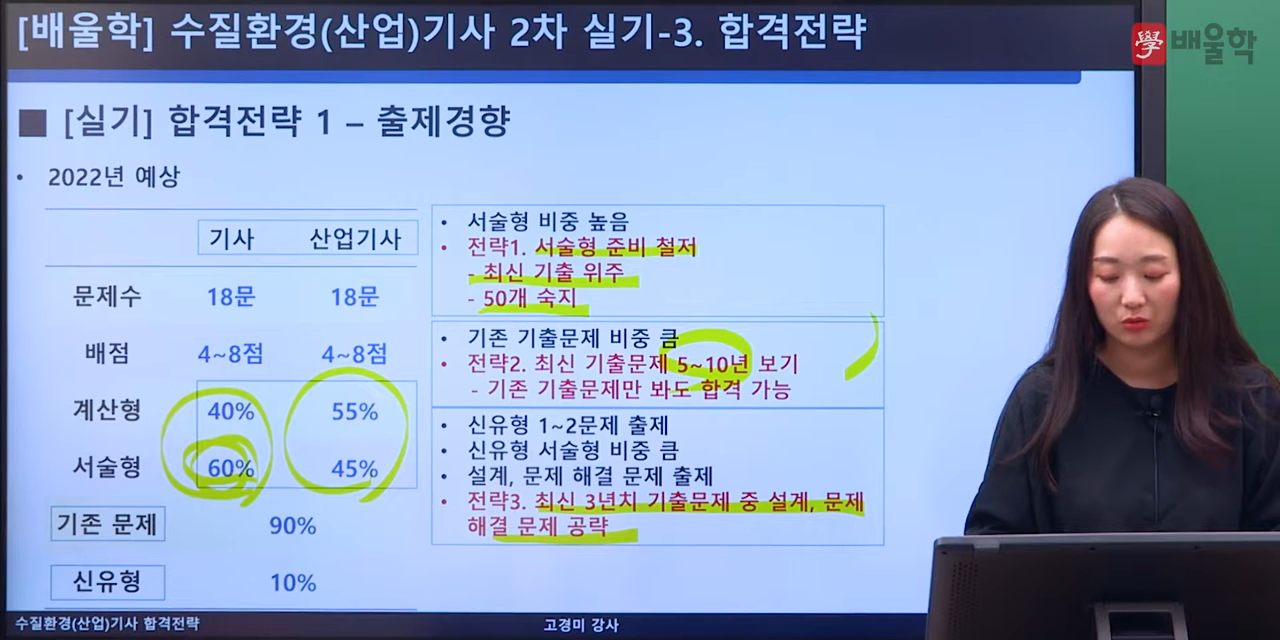 [배울학] 수질환경(산업)기사 2차 실기-3. 합격전략
學 배울학
■ [실기] 합격전략 1 – 출제경향
• 2022년 예상
기사 산업기사
문제수 18문 18문
배점 4~8점 4~8점
계산형 40% 55%
서술형 60% 45%
기존 문제 90%
신유형 10%
• 서술형 비중 높음
• 전략1. 서술형 준비 철저
- 최신 기출 위주
- 50개 숙지
• 기존 기출문제 비중 큼
• 전략2. 최신 기출문제 5~10년 보기
- 기존 기출문제만 봐도 합격 가능
• 신유형 1~2문제 출제
• 신유형 서술형 비중 큼
• 설계, 문제 해결 문제 출제
• 전략3. 최신 3년치 기출문제 중 설계, 문제
해결 문제 공략
수질환경(산업)기사 합격전략
고경미 강사